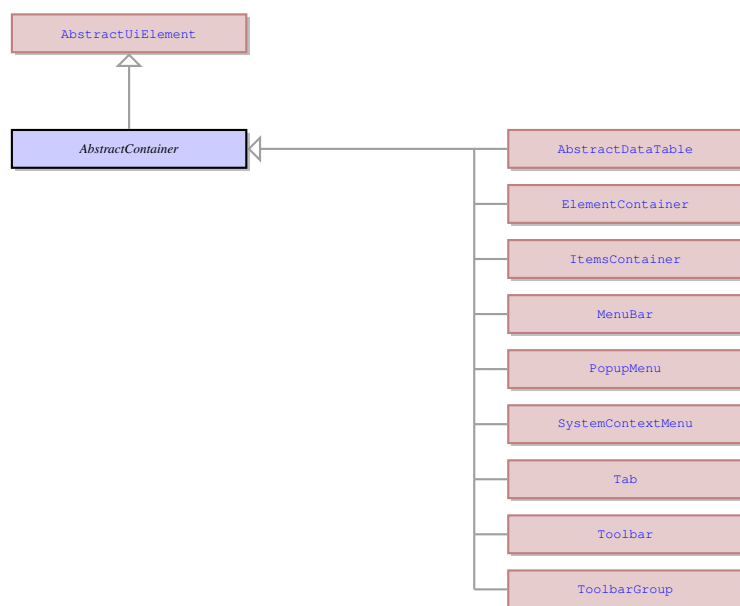 AbstractUiElement
AbstractContainer
AbstractDataTable
ElementContainer
ItemsContainer
MenuBar
PopupMenu
SystemContextMenu
Tab
Toolbar
ToolbarGroup